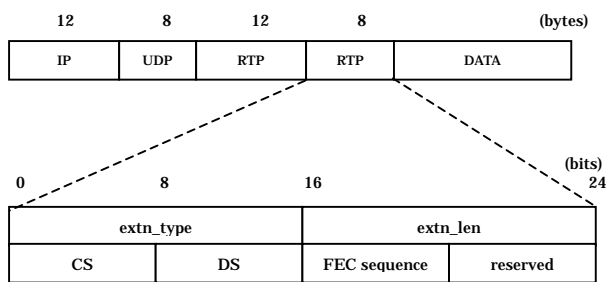 12 8 12 8 (bytes)
IP UDP RTP RTP DATA
(bits)
0 8 16 24
extn_type extn_len
CS DS FEC sequence reserved